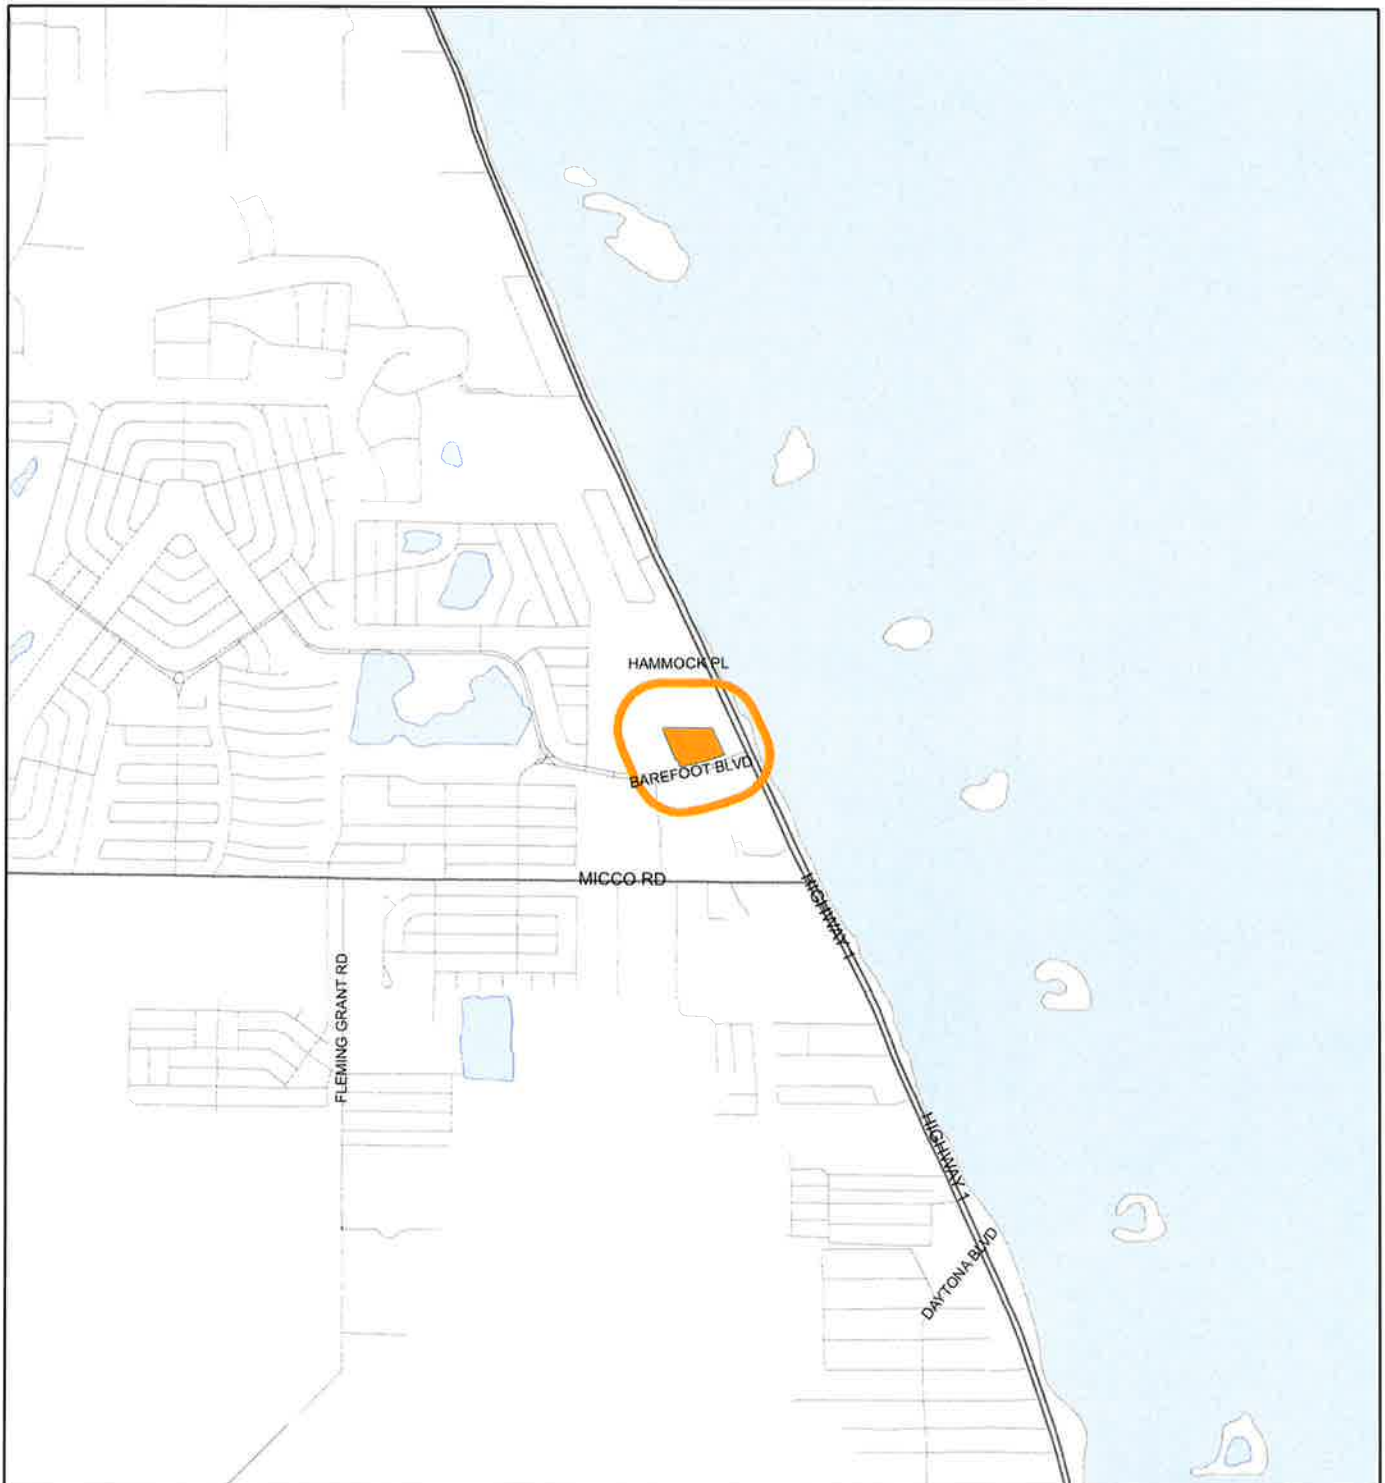 HAMMOCK PL
BAREFOOT BLVD
MICCO RD
HIGHWAY 1
FLEMING GRANT RD
HIGHWAY 1
DAYTONA BLVD